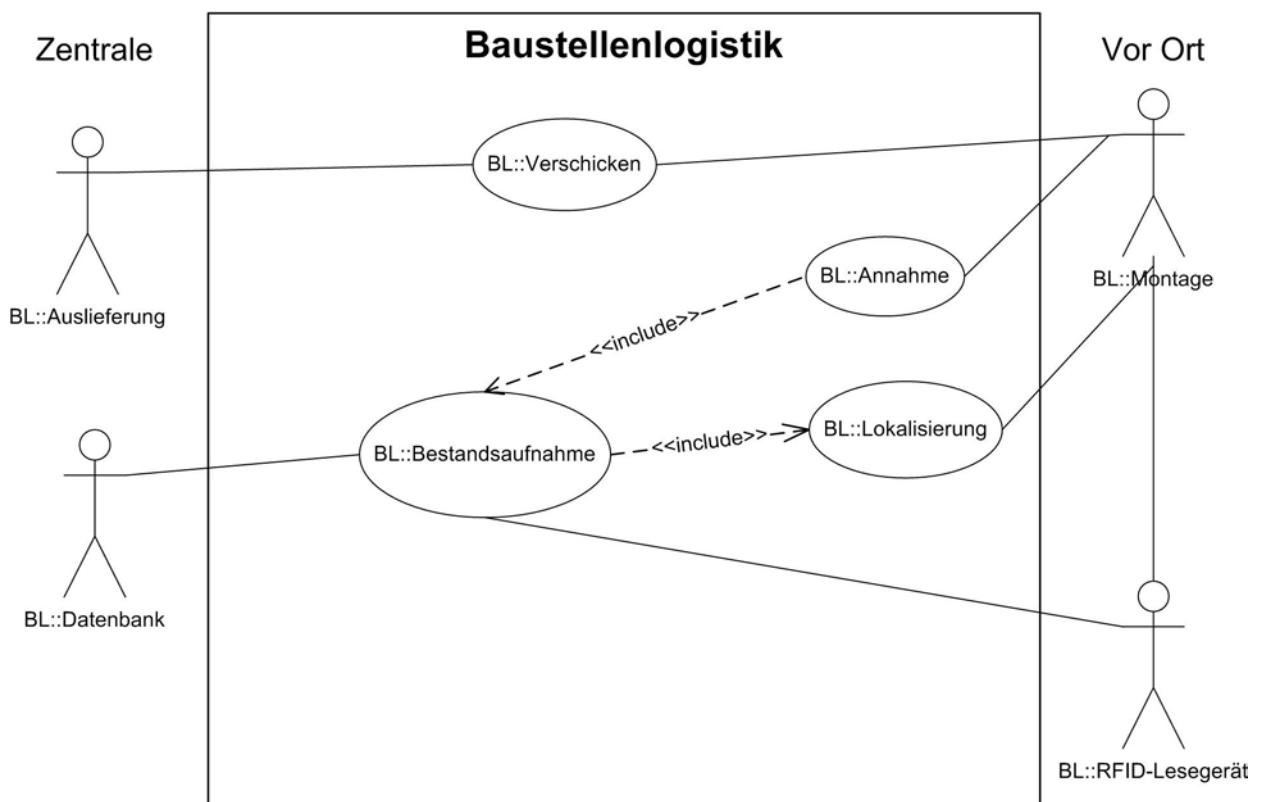 Zentrale
Baustellenlogistik
Vor Ort
BL::Verschicken
BL::Annahme
BL::Montage
BL::Auslieferung
<<include>>
BL::Lokalisierung
<<include>>
BL::Bestandsaufnahme
BL::Datenbank
BL::RFID-Lesegerät